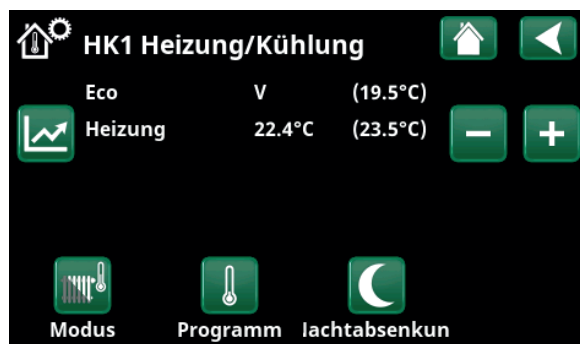 HK1 Heizung/Kühlung
Eco V (19.5°C)
Heizung 22.4°C (23.5°C)
Modus Programm lachtabsenkun